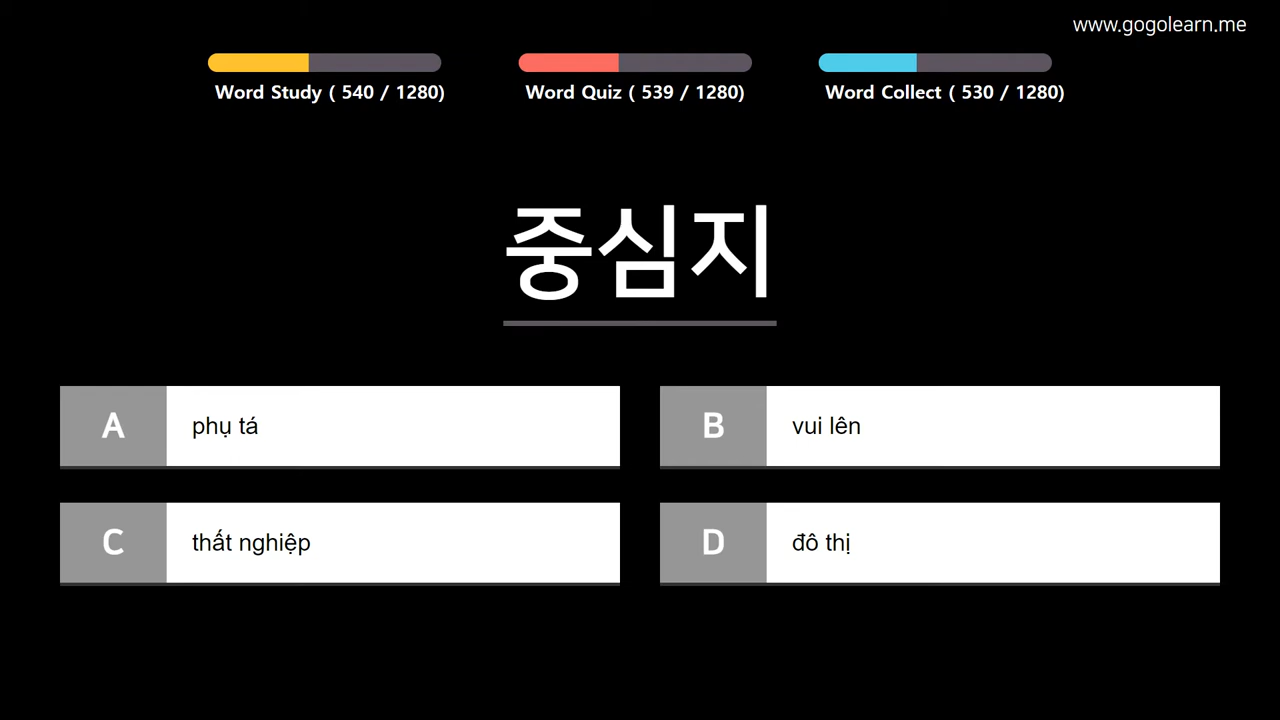 www.gogolearn.me
Word Study ( 540 / 1280)
Word Quiz ( 539 / 1280)
Word Collect ( 530 / 1280)
중심지
A phụ tá
B vui lên
C thất nghiệp
D đô thị